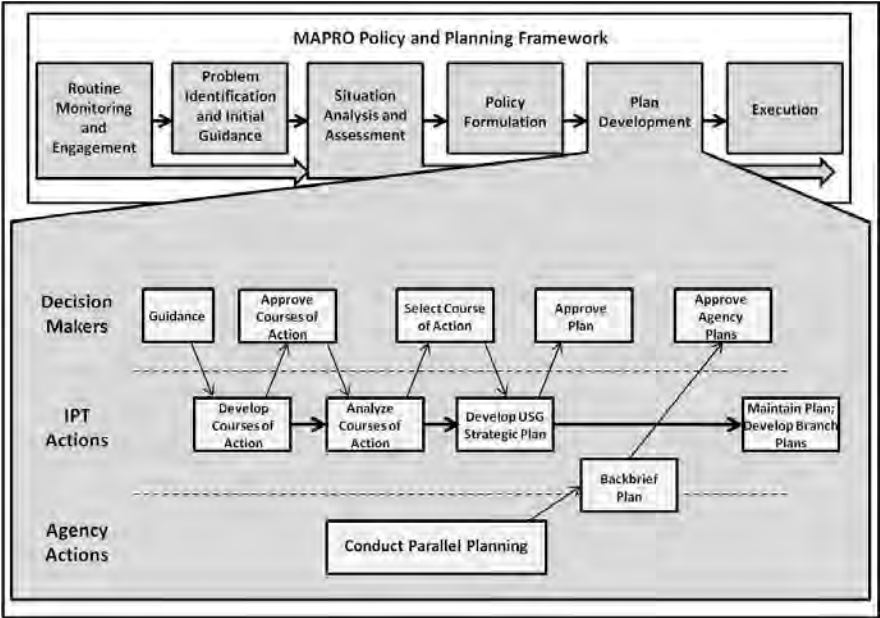 MAPRO Policy and Planning Framework
Routine
Monitoring
and
Engagement
Problem
Identification
and Initial
Guidance
Situation
Analysis and
Assessment
Policy
Formulation
Plan
Development
Execution
Decision
Makers
Guidance
Approve
Courses of
Action
Select Course
of Action
Approve
Plan
Approve
Agency
Plans
IPT
Actions
Develop
Courses of
Action
Analyze
Courses of
Action
Develop USG
Strategic Plan
Maintain Plan;
Develop Branch
Plans
Backbrief
Plan
Agency
Actions
Conduct Parallel Planning